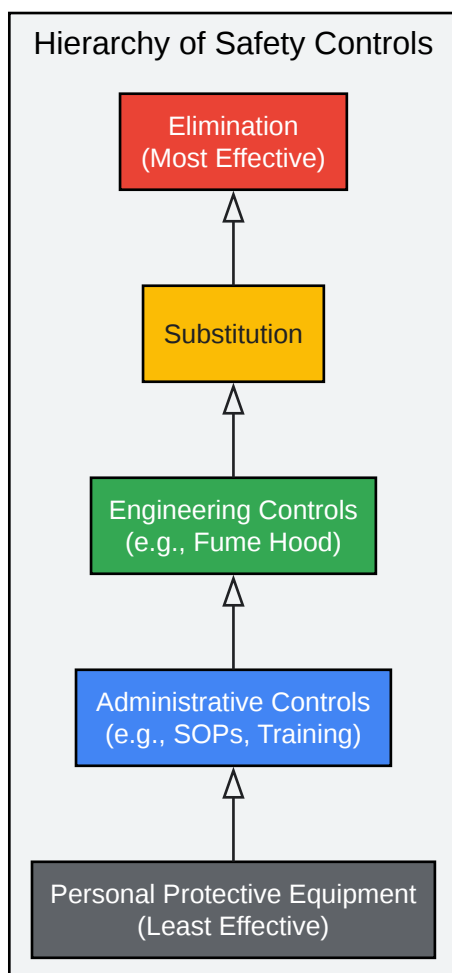 Hierarchy of Safety Controls
Elimination
(Most Effective)
Substitution
Engineering Controls
(e.g., Fume Hood)
Administrative Controls
(e.g., SOPs, Training)
Personal Protective Equipment
(Least Effective)